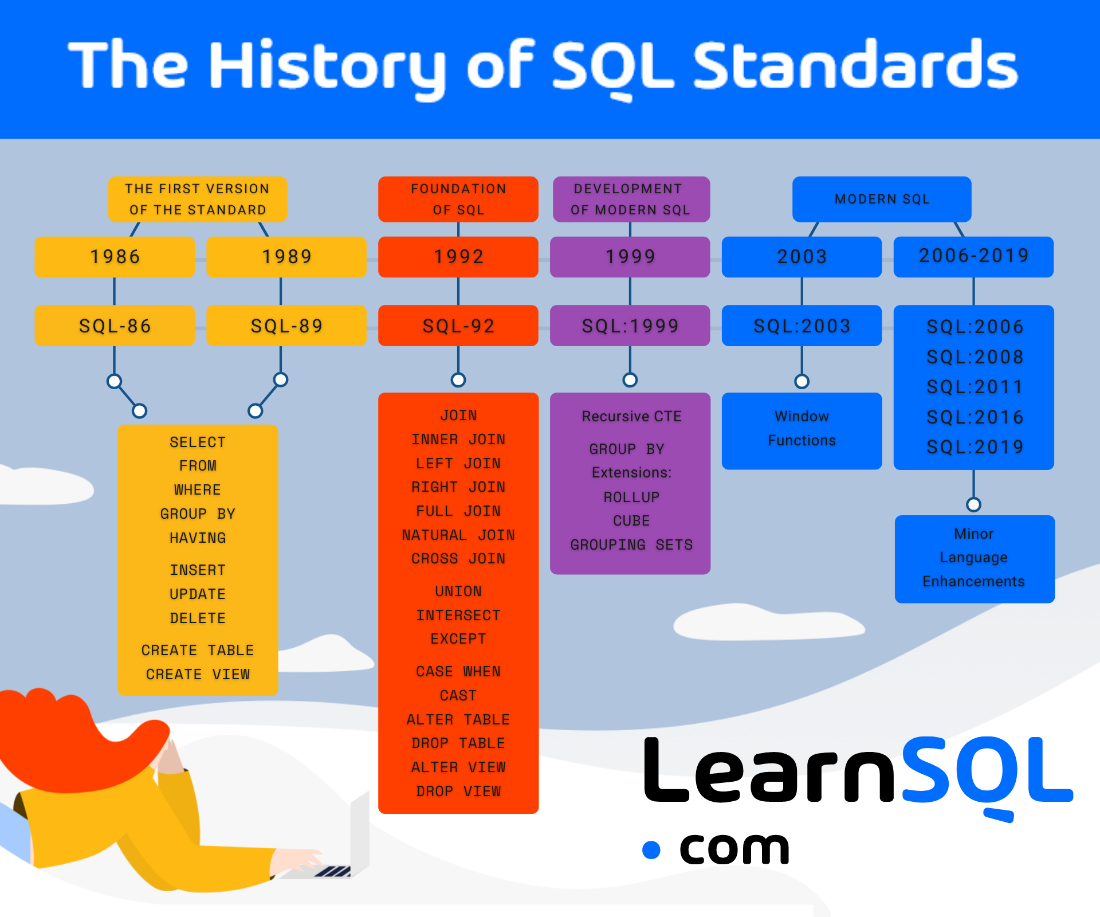 The History of SQL Standards
THE FIRST VERSION
OF THE STANDARD
FOUNDATION
OF SQL
DEVELOPMENT
OF MODERN SQL
MODERN SQL
1986
1989
1992
1999
2003
2006-2019
SQL-86
SQL-89
SQL-92
SQL:1999
SQL:2003
SQL:2006
SQL:2008
SQL:2011
SQL:2016
SQL:2019
SELECT
FROM
WHERE
GROUP BY
HAVING
INSERT
UPDATE
DELETE
CREATE TABLE
CREATE VIEW
JOIN
INNER JOIN
LEFT JOIN
RIGHT JOIN
FULL JOIN
NATURAL JOIN
CROSS JOIN
UNION
INTERSECT
EXCEPT
CASE WHEN
CAST
ALTER TABLE
DROP TABLE
ALTER VIEW
DROP VIEW
Recursive CTE
GROUP BY
Extensions:
ROLLUP
CUBE
GROUPING SETS
Window
Functions
Minor
Language
Enhancements
LearnSQL
.com